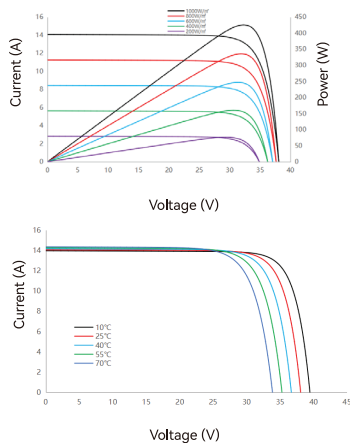 1000W/m²
800W/m²
600W/m²
400W/m²
200W/m²
Current (A)
16
14
12
10
8
6
4
2
0
450
400
350
300
250
200
150
100
50
0
Power (W)
0 5 10 15 20 25 30 35 40
Voltage (V)
Current (A)
16
14
12
10
8
6
4
2
0
10℃
25℃
40℃
55℃
70℃
0 5 10 15 20 25 30 35 40 45
Voltage (V)